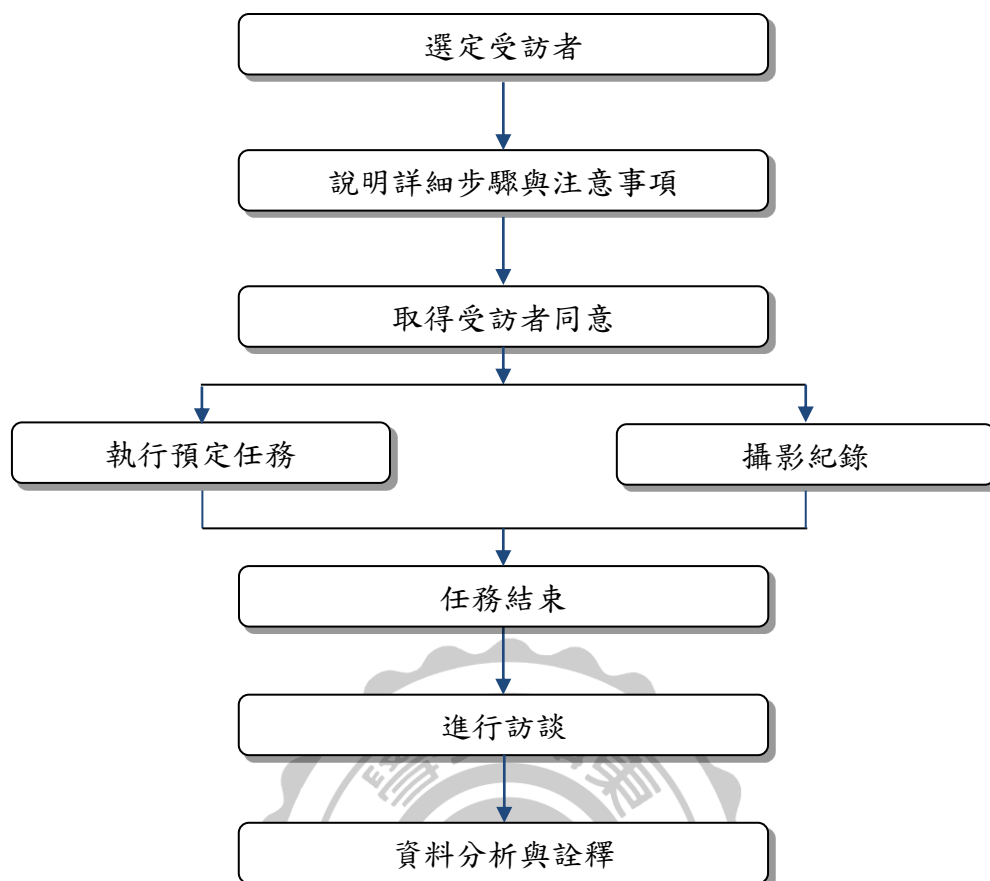 選定受訪者
說明詳細步驟與注意事項
取得受訪者同意
執行預定任務
攝影紀錄
任務結束
進行訪談
資料分析與詮釋